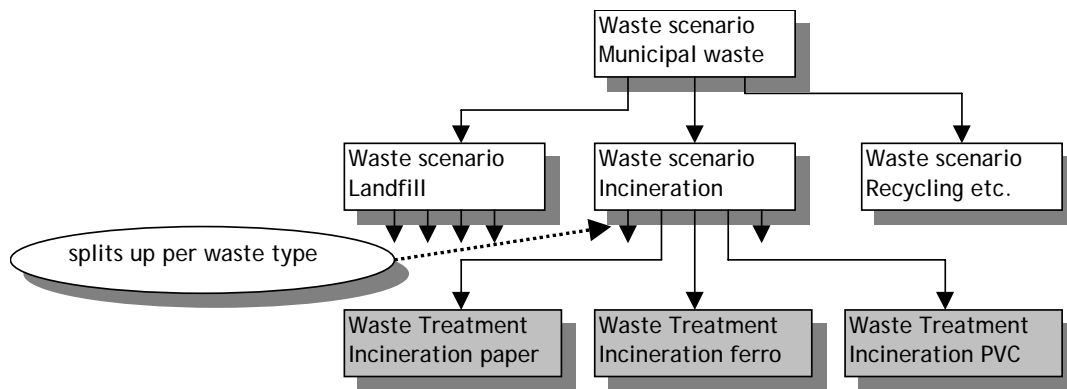 Waste scenario
Municipal waste
Waste scenario
Landfill
Waste scenario
Incineration
Waste scenario
Recycling etc.
splits up per waste type
Waste Treatment
Incineration paper
Waste Treatment
Incineration ferro
Waste Treatment
Incineration PVC